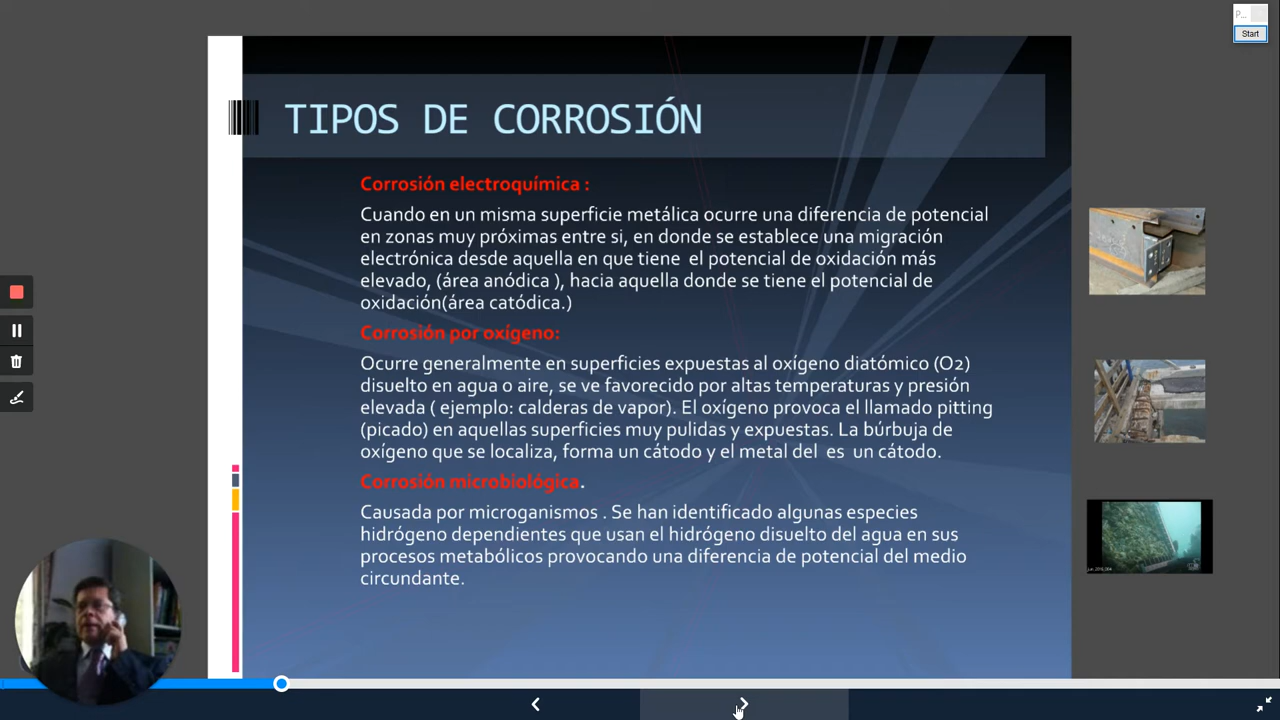 P...
Start
TIPOS DE CORROSIÓN
Corrosión electroquímica :
Cuando en un misma superficie metálica ocurre una diferencia de potencial
en zonas muy próximas entre si, en donde se establece una migración
electrónica desde aquella en que tiene el potencial de oxidación más
elevado, (área anódica ), hacia aquella donde se tiene el potencial de
oxidación(área catódica.)
Corrosión por oxígeno:
Ocurre generalmente en superficies expuestas al oxígeno diatómico (O2)
disuelto en agua o aire, se ve favorecido por altas temperaturas y presión
elevada ( ejemplo: calderas de vapor). El oxígeno provoca el llamado pitting
(picado) en aquellas superficies muy pulidas y expuestas. La búrbuja de
oxígeno que se localiza, forma un cátodo y el metal del es un cátodo.
Corrosión microbiológica.
Causada por microganismos . Se han identificado algunas especies
hidrógeno dependientes que usan el hidrógeno disuelto del agua en sus
procesos metabólicos provocando una diferencia de potencial del medio
circundante.